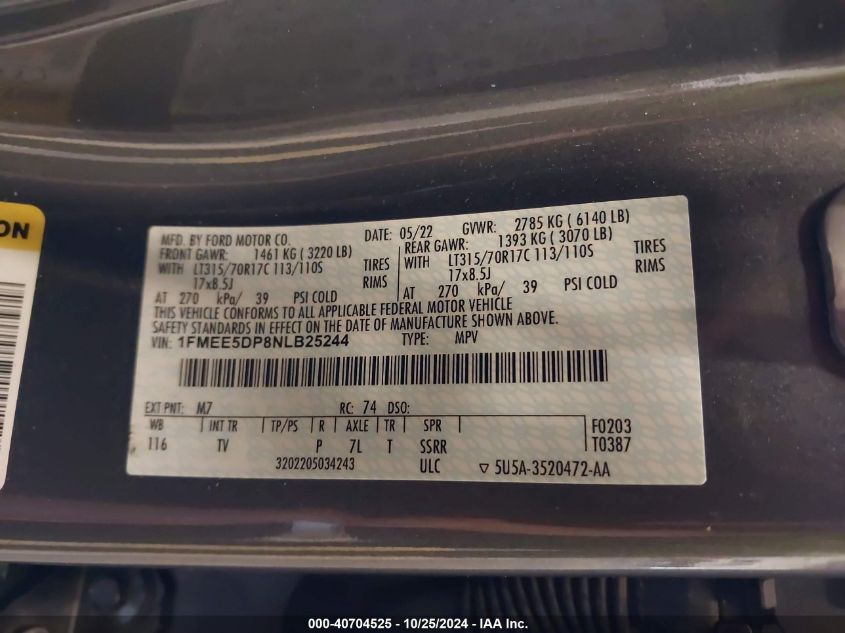 ON
MFD. BY FORD MOTOR CO.
DATE: 05/22 GVWR: 2785 KG ( 6140 LB)
FRONT GAWR: 1461 KG ( 3220 LB)
WITH LT315/70R17C 113/110S TIRES
17x8.5J RIMS
AT 270 kPa/ 39 PSI COLD
REAR GAWR: 1393 KG ( 3070 LB)
WITH LT315/70R17C 113/110S TIRES
17x8.5J RIMS
AT 270 kPa/ 39 PSI COLD
THIS VEHICLE CONFORMS TO ALL APPLICABLE FEDERAL MOTOR VEHICLE
SAFETY STANDARDS IN EFFECT ON THE DATE OF MANUFACTURE SHOWN ABOVE.
VIN: 1FMEE5DP8NLB25244 TYPE: MPV
EXT PNT: M7 RC: 74 DSO:
WB INT TR TP/PS R AXLE TR SPR F0203
116 TV P 7L T SSRR T0387
3202205034243 ULC ▽ 5U5A-3520472-AA
000-40704525 - 10/25/2024 - IAA Inc.